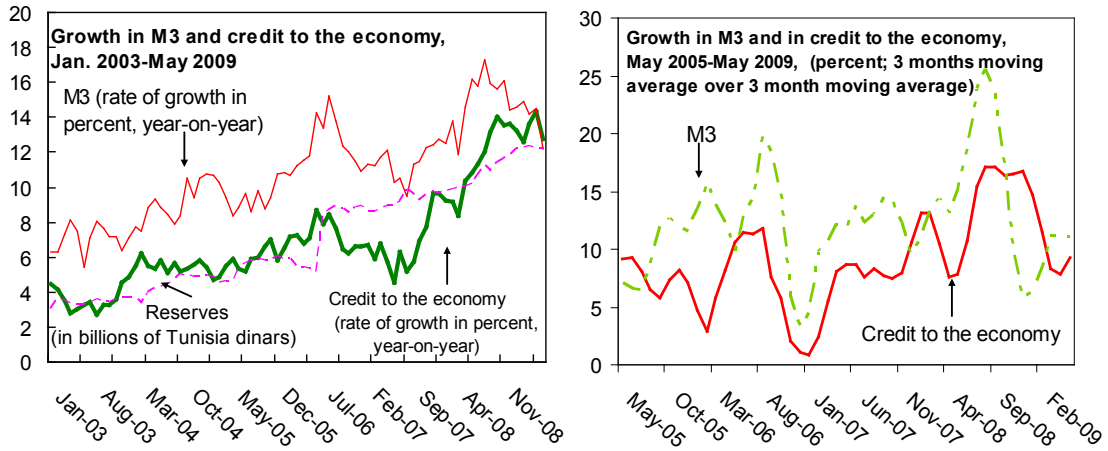 20
18
16
14
12
10
8
6
4
2
0
Growth in M3 and credit to the economy,
Jan. 2003-May 2009
M3 (rate of growth in
percent, year-on-year)
Reserves
(in billions of Tunisia dinars)
Credit to the economy
(rate of growth in percent,
year-on-year)
Jan-03
Aug-03
Mar-04
Oct-04
May-05
Dec-05
Jul-06
Feb-07
Sep-07
Apr-08
Nov-08
30
25
20
15
10
5
0
Growth in M3 and in credit to the economy,
May 2005-May 2009, (percent; 3 months moving
average over 3 month moving average)
M3
Credit to the economy
May-05
Oct-05
Mar-06
Aug-06
Jan-07
Jun-07
Nov-07
Apr-08
Sep-08
Feb-09